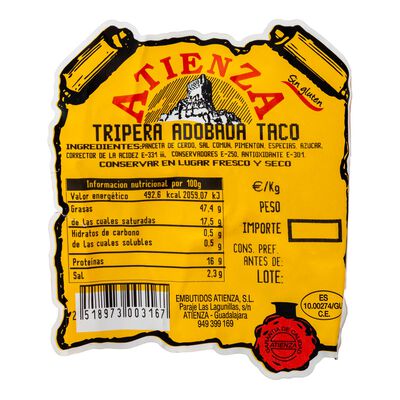 ATIENZA
Sin gluten
TRIPERA ADOBADA TACO
INGREDIENTES:PANCETA DE CERDO, SAL COMUN, PIMENTON, ESPECIAS, AZUCAR,
CORRECTOR DE LA ACIDEZ E-331 iii, CONSERVADORES E-250, ANTIOXIDANTE E-301.
CONSERVAR EN LUGAR FRESCO Y SECO
Informacion nutricional por 100g
Valor energético 492,6 kcal 2059,07 kJ
Grasas 47,4 g
de las cuales saturadas 17,5 g
Hidratos de carbono 0,5 g
de las cuales solubles 0,5 g
Proteinas 16 g
Sal 2,3 g
€/Kg
PESO
IMPORTE
CONS. PREF.
ANTES DE:
LOTE:
2 518973 003167
EMBUTIDOS ATIENZA, S.L.
Paraje Las Lagunillas, s/n
ATIENZA - Guadalajara
949 399 169
GARANTIA DE CALIDAD
ATIENZA
ES
10.00274/GU
C.E.